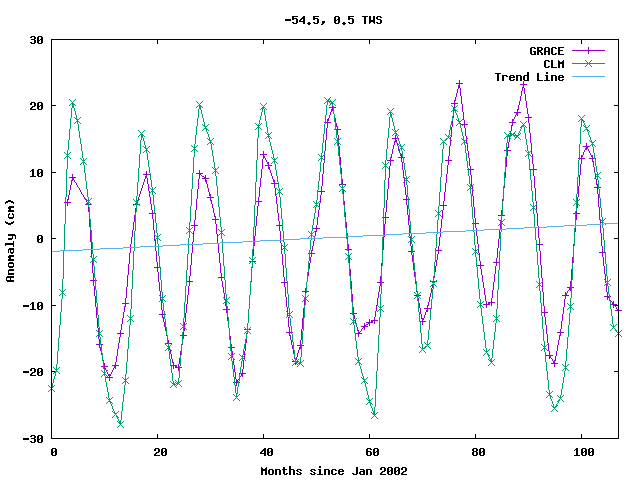 -54.5, 0.5 TWS
GRACE
CLM
Trend Line
30
20
10
0
-10
-20
-30
Anomaly (cm)
0 20 40 60 80 100
Months since Jan 2002